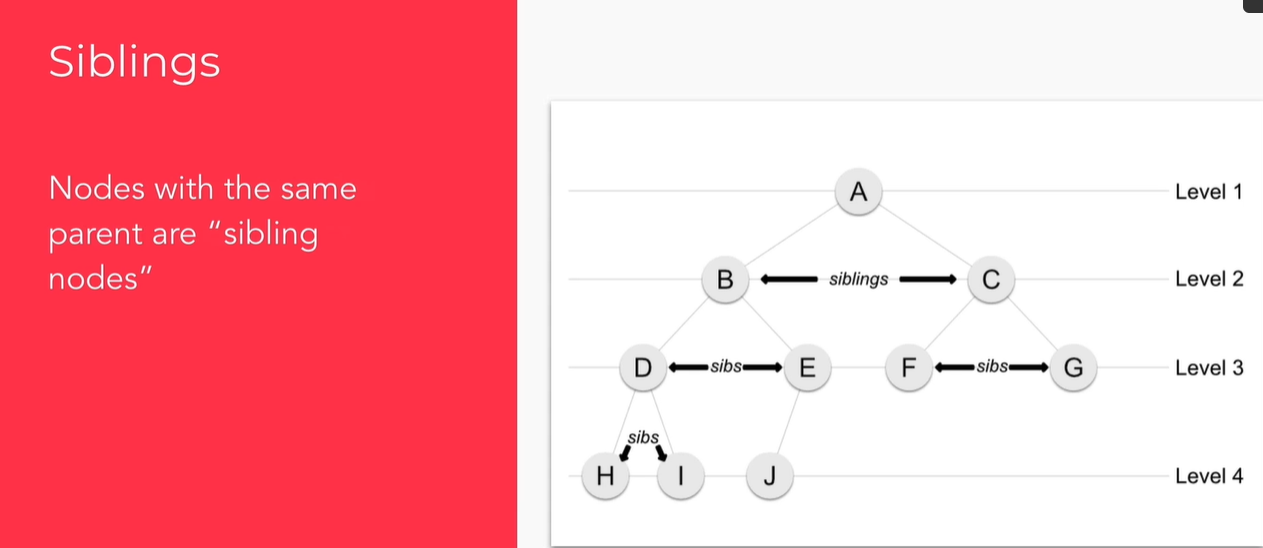 Siblings
Nodes with the same
parent are “sibling
nodes”
A Level 1
B siblings C Level 2
D sibs E F sibs G Level 3
sibs
H I J Level 4